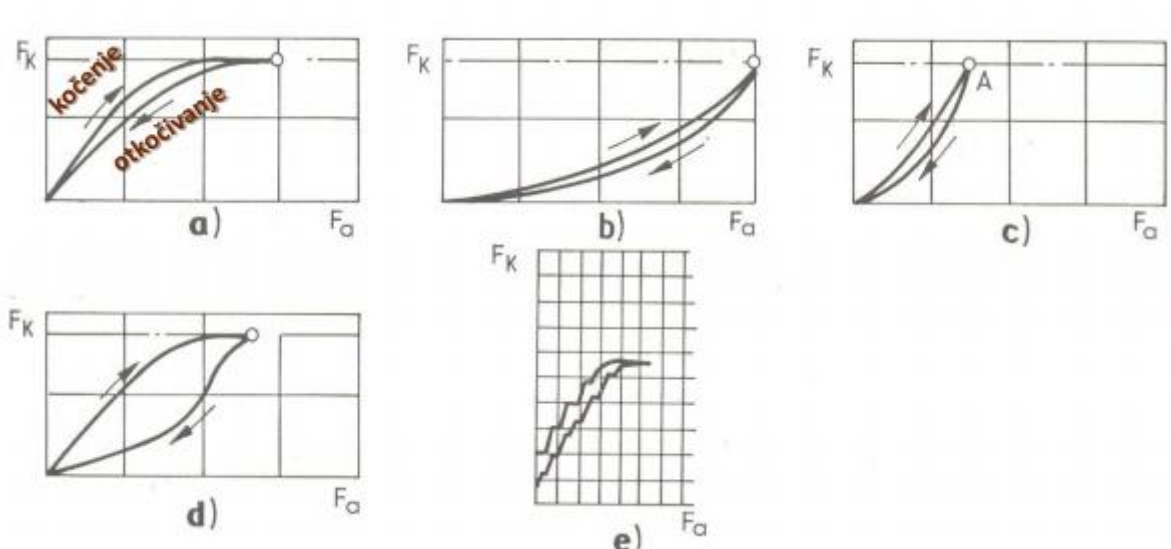 FK
kočenje
otkočivanje
Fa
a)
FK
Fa
b)
FK
A
Fa
c)
FK
Fa
d)
FK
Fa
e)